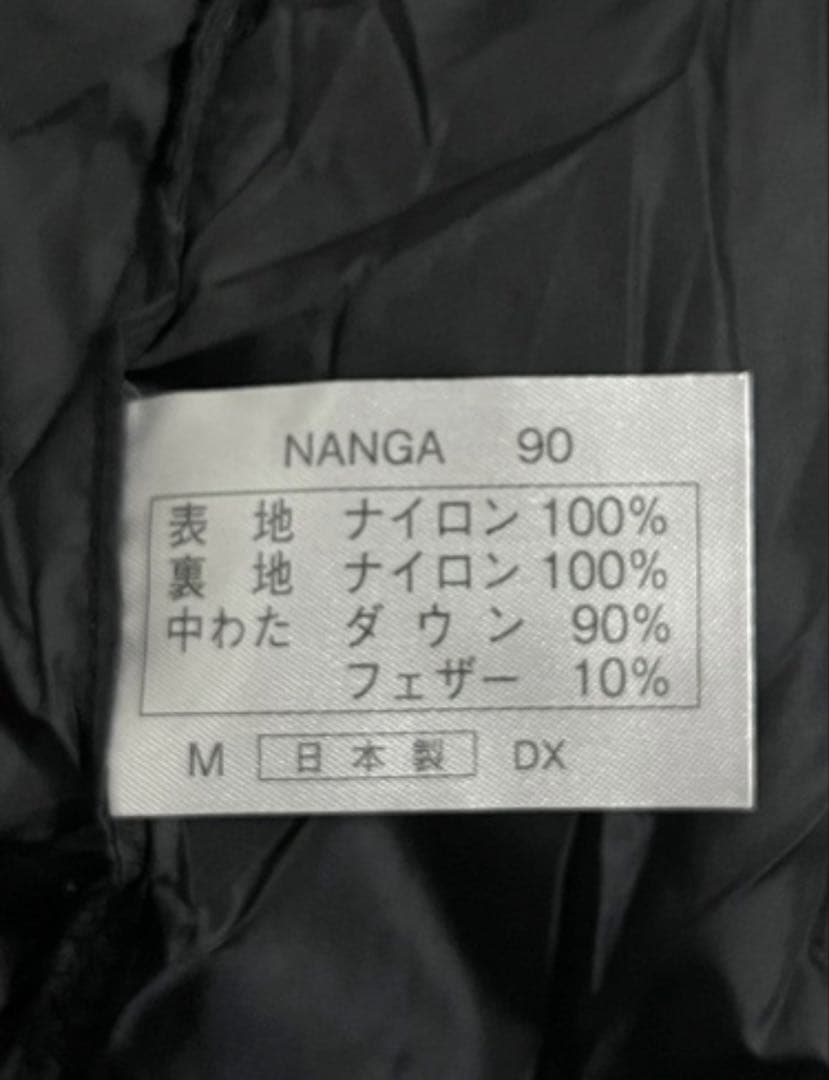 NANGA 90
表 地 ナイロン 100%
裏 地 ナイロン 100%
中わた ダ ウ ン 90%
フェザー 10%
M 日 本 製 DX